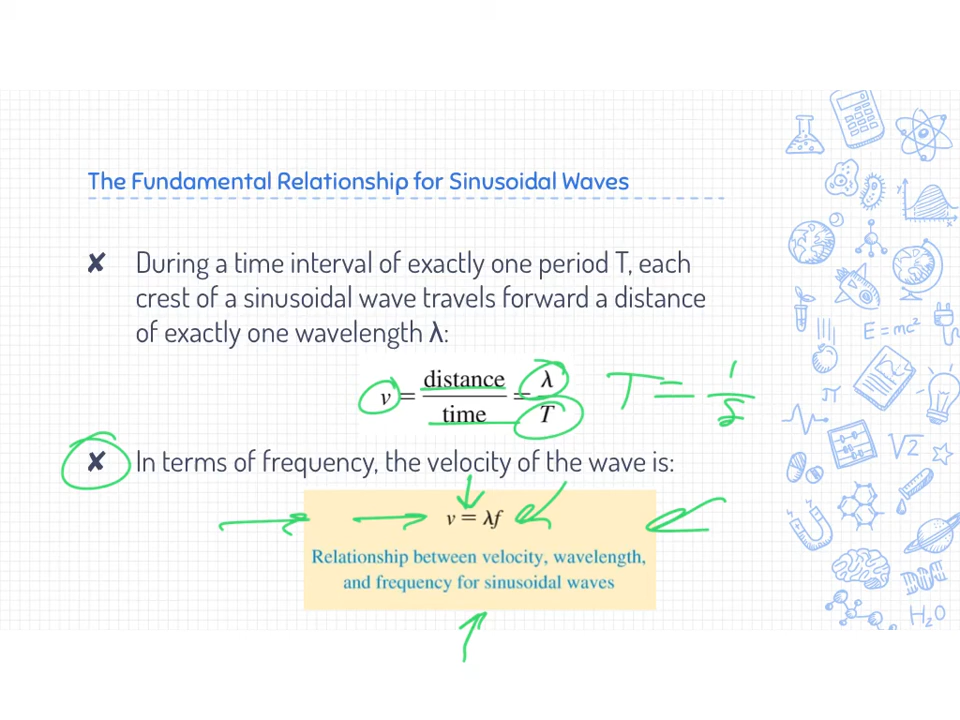 The Fundamental Relationship for Sinusoidal Waves
✘ During a time interval of exactly one period T, each
crest of a sinusoidal wave travels forward a distance
of exactly one wavelength λ:
v = distance / time = λ / T
T = 1 /
✘ In terms of frequency, the velocity of the wave is:
v = λf
Relationship between velocity, wavelength,
and frequency for sinusoidal waves
y
x
E = mc²
π
√2
H₂O